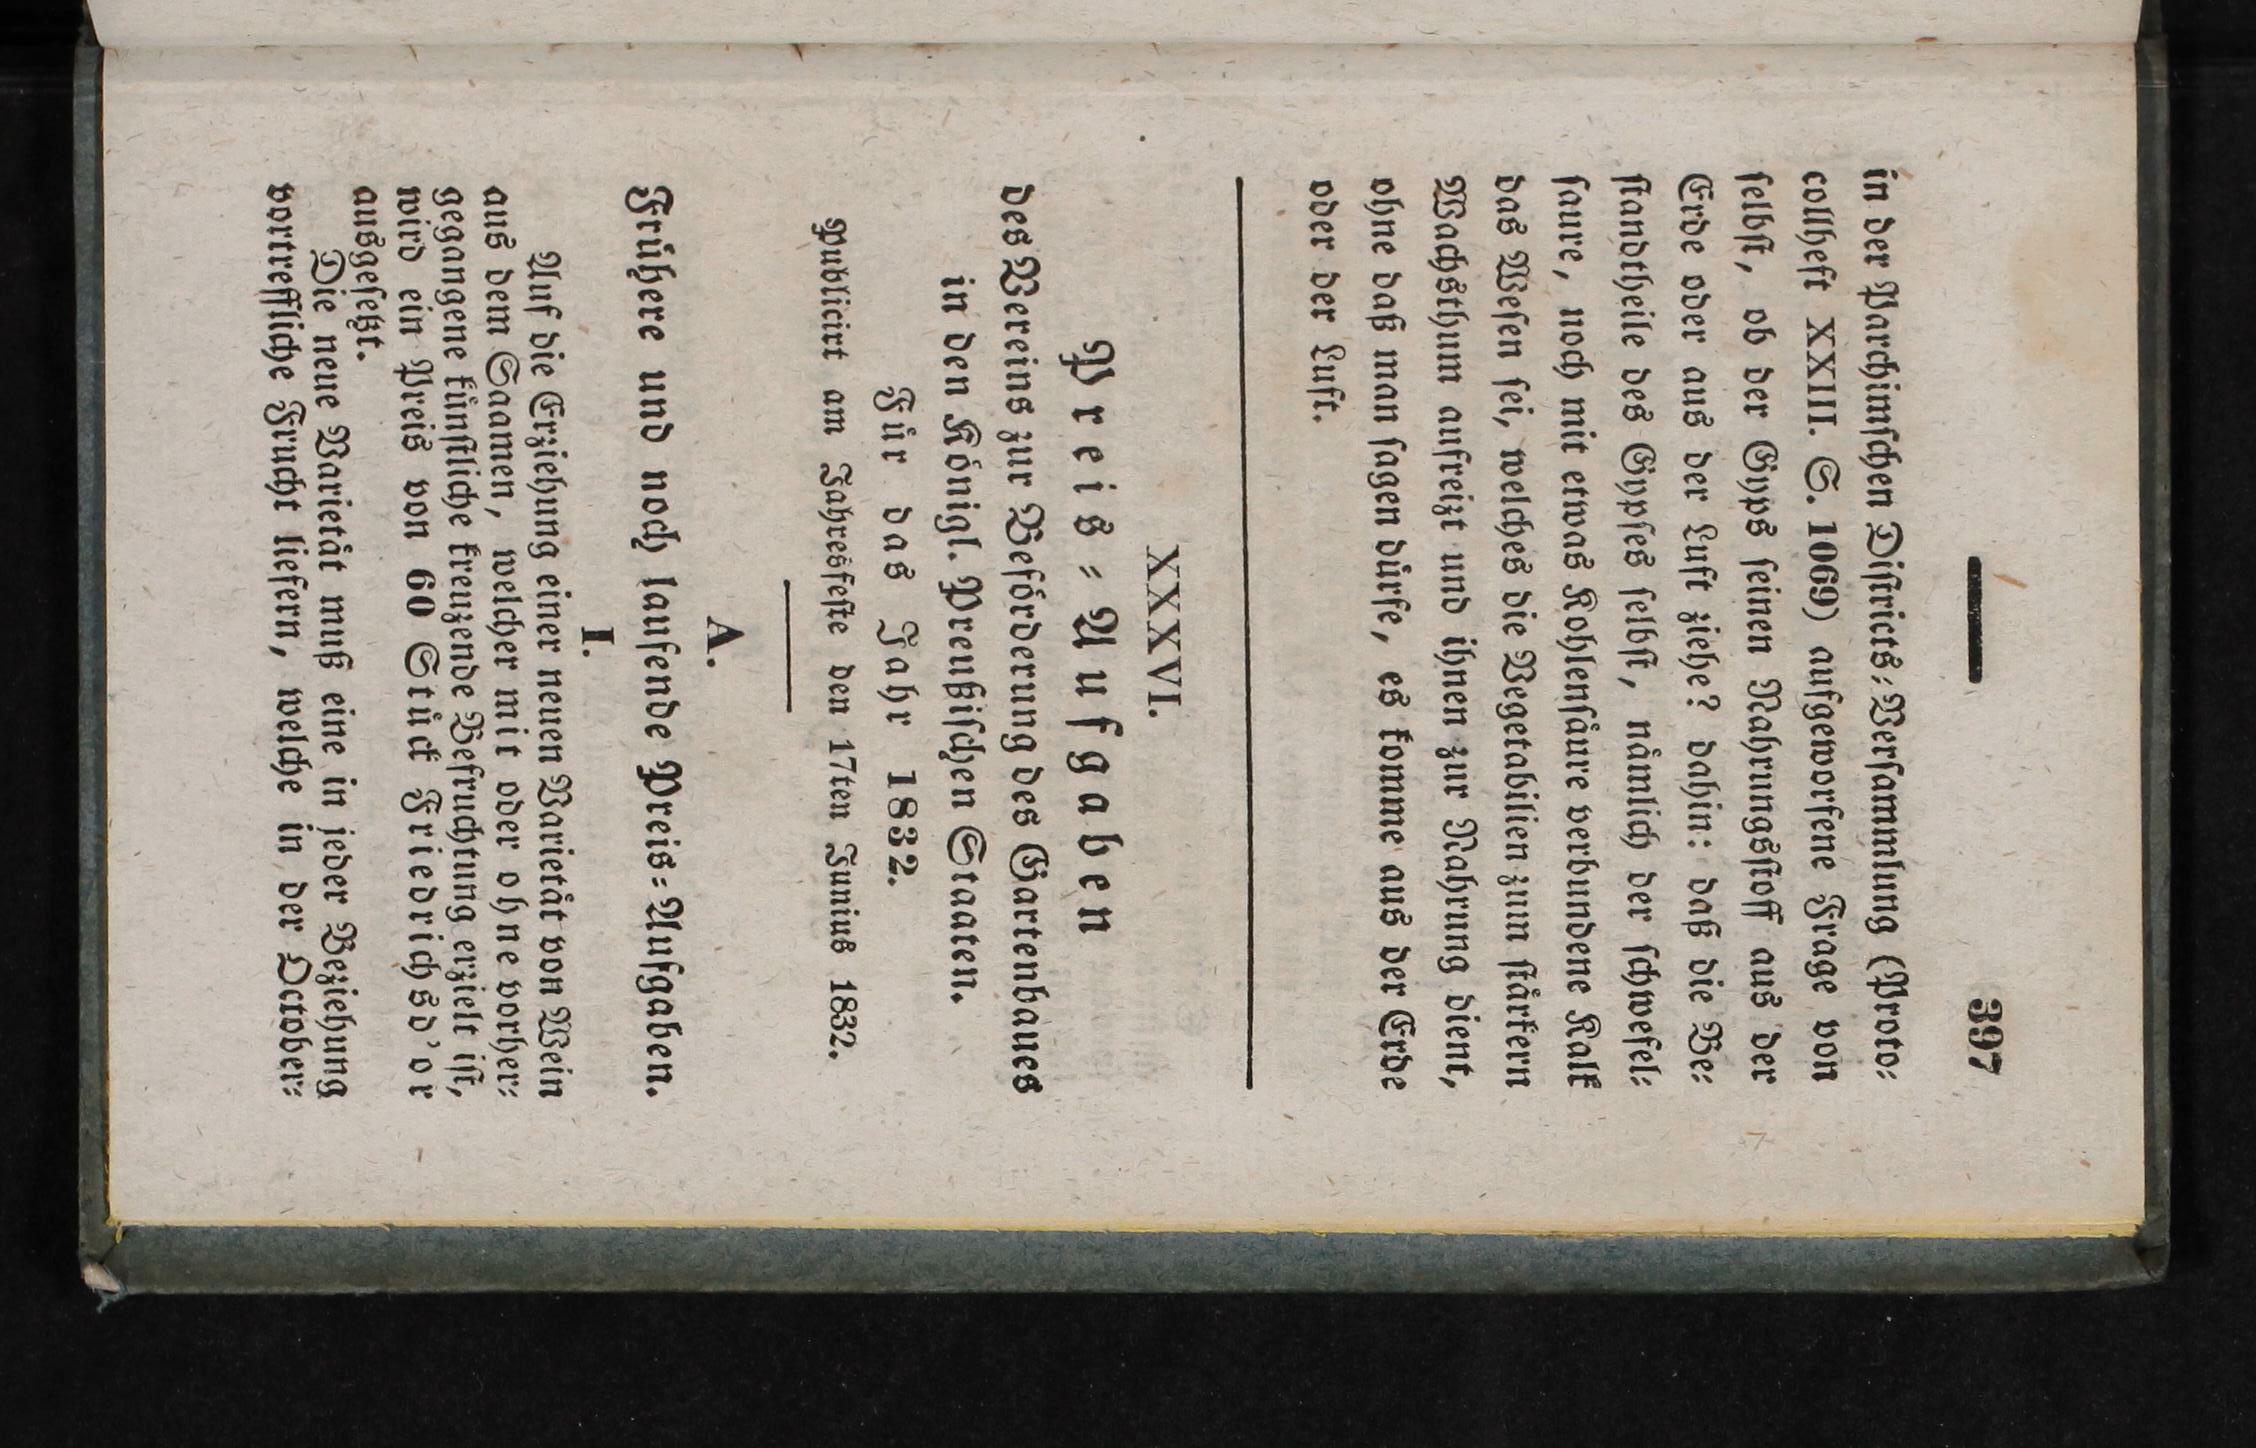 397
in der Parchimſchen Diſtricts⸗Verſammlung (Proto⸗
collheft XXIII. S. 1069) aufgeworfene Frage von
ſelbſt, ob der Gyps ſeinen Nahrungsſtoff aus der
Erde oder aus der Luft ziehe? dahin: daß die Be⸗
ſtandtheile des Gypſes ſelbſt, nämlich der ſchwefel⸗
ſaure, noch mit etwas Kohlenſäure verbundene Kalk
das Weſen ſei, welches die Vegetabilien zum ſtärkern
Wachsthum aufreizt und ihnen zur Nahrung dient,
ohne daß man ſagen dürfe, es komme aus der Erde
oder der Luft.
XXXVI.
Preis⸗Aufgaben
des Vereins zur Beförderung des Gartenbaues
in den Königl. Preußiſchen Staaten.
Für das Jahr 1832.
Publicirt am Jahresfeſte den 17ten Junius 1832.
A.
Frühere und noch laufende Preis⸗Aufgaben.
I.
Auf die Erziehung einer neuen Varietät von Wein
aus dem Saamen, welcher mit oder ohne vorher⸗
gegangene künſtliche kreuzende Befruchtung erzielt iſt,
wird ein Preis von 60 Stück Friedrichsd'or
ausgeſetzt.
Die neue Varietät muß eine in jeder Beziehung
vortreffliche Frucht liefern, welche in der October⸗